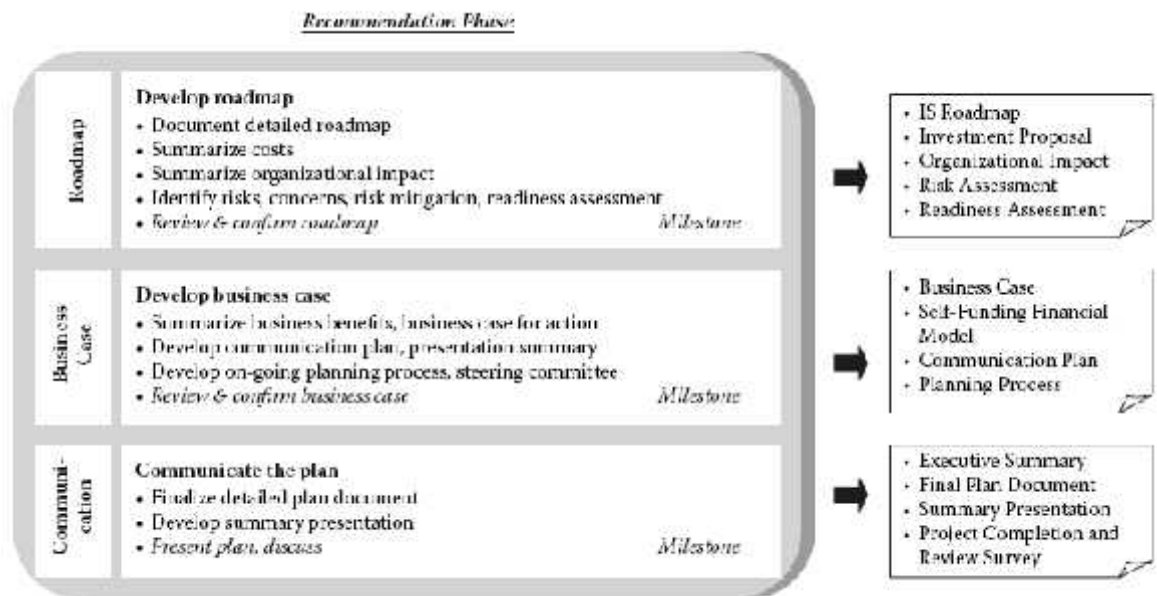 Recommendation Phase
Roadmap
Develop roadmap
• Document detailed roadmap
• Summarize costs
• Summarize organizational impact
• Identify risks, concerns, risk mitigation, readiness assessment
• Review & confirm roadmap Milestone
• IS Roadmap
• Investment Proposal
• Organizational Impact
• Risk Assessment
• Readiness Assessment
Business
Case
Develop business case
• Summarize business benefits, business case for action
• Develop communication plan, presentation summary
• Develop on-going planning process, steering committee
• Review & confirm business case Milestone
• Business Case
• Self-Funding Financial
Model
• Communication Plan
• Planning Process
Communi-
cation
Communicate the plan
• Finalize detailed plan document
• Develop summary presentation
• Present plan, discuss Milestone
• Executive Summary
• Final Plan Document
• Summary Presentation
• Project Completion and
Review Survey